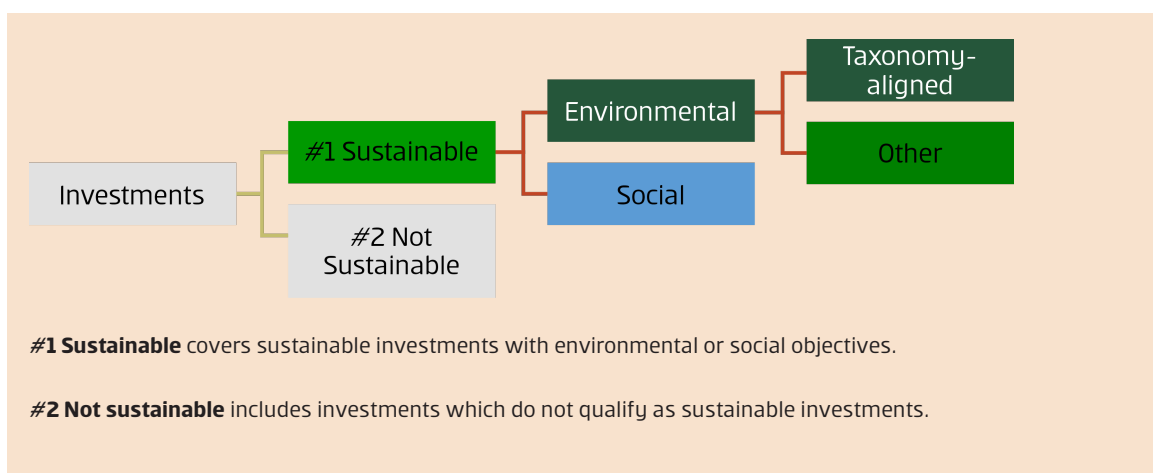 Taxonomy-
aligned
Environmental
#1 Sustainable
Other
Investments
Social
#2 Not
Sustainable
#1 Sustainable covers sustainable investments with environmental or social objectives.
#2 Not sustainable includes investments which do not qualify as sustainable investments.